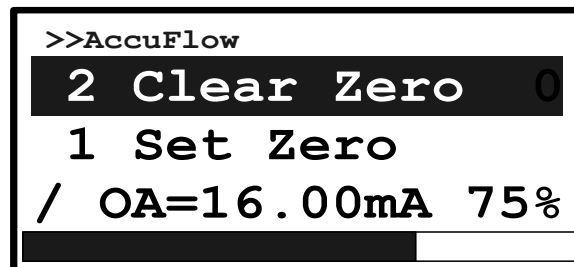 >>AccuFlow
2 Clear Zero 0
1 Set Zero
/ OA=16.00mA 75%